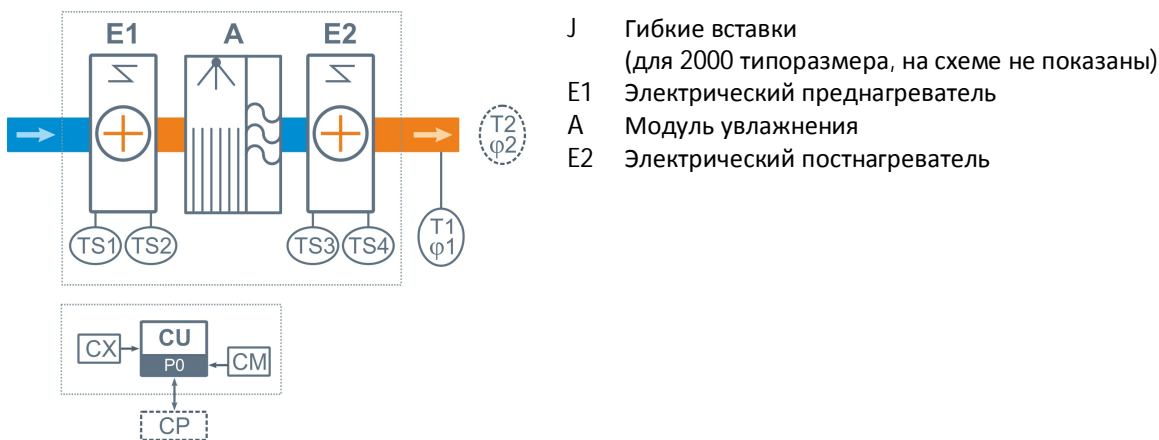 E1 A E2
T2
φ2
T1
φ1
TS1 TS2 TS3 TS4
CU
CX P0 CM
CP
J Гибкие вставки
(для 2000 типоразмера, на схеме не показаны)
E1 Электрический преднагреватель
A Модуль увлажнения
E2 Электрический постнагреватель